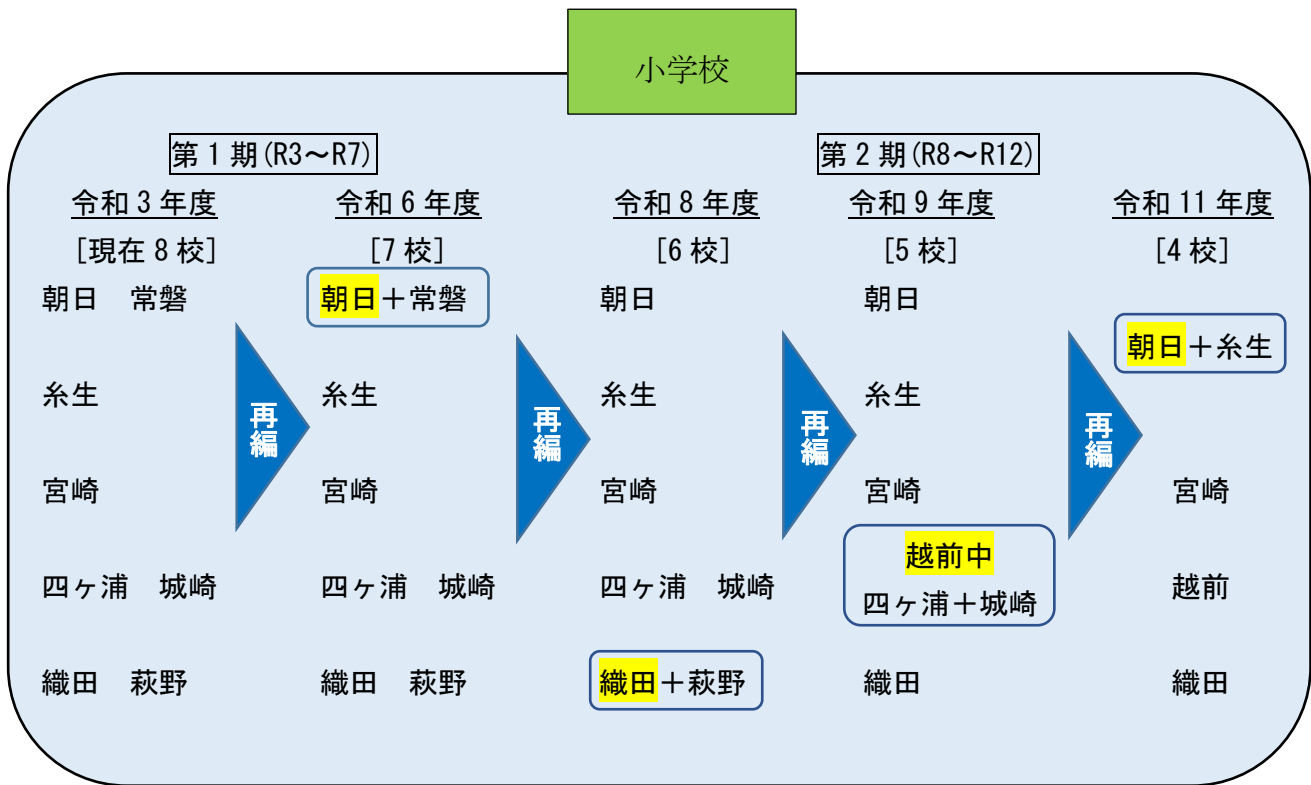 小学校
第1期(R3～R7)
第2期(R8～R12)
令和3年度
令和6年度
令和8年度
令和9年度
令和11年度
[現在8校]
[7校]
[6校]
[5校]
[4校]
朝日 常磐
糸生
宮崎
四ヶ浦 城崎
織田 萩野
再編
朝日＋常磐
糸生
宮崎
四ヶ浦 城崎
織田 萩野
再編
朝日
糸生
宮崎
四ヶ浦 城崎
織田＋萩野
再編
朝日
糸生
宮崎
越前中
四ヶ浦＋城崎
織田
再編
朝日＋糸生
宮崎
越前
織田